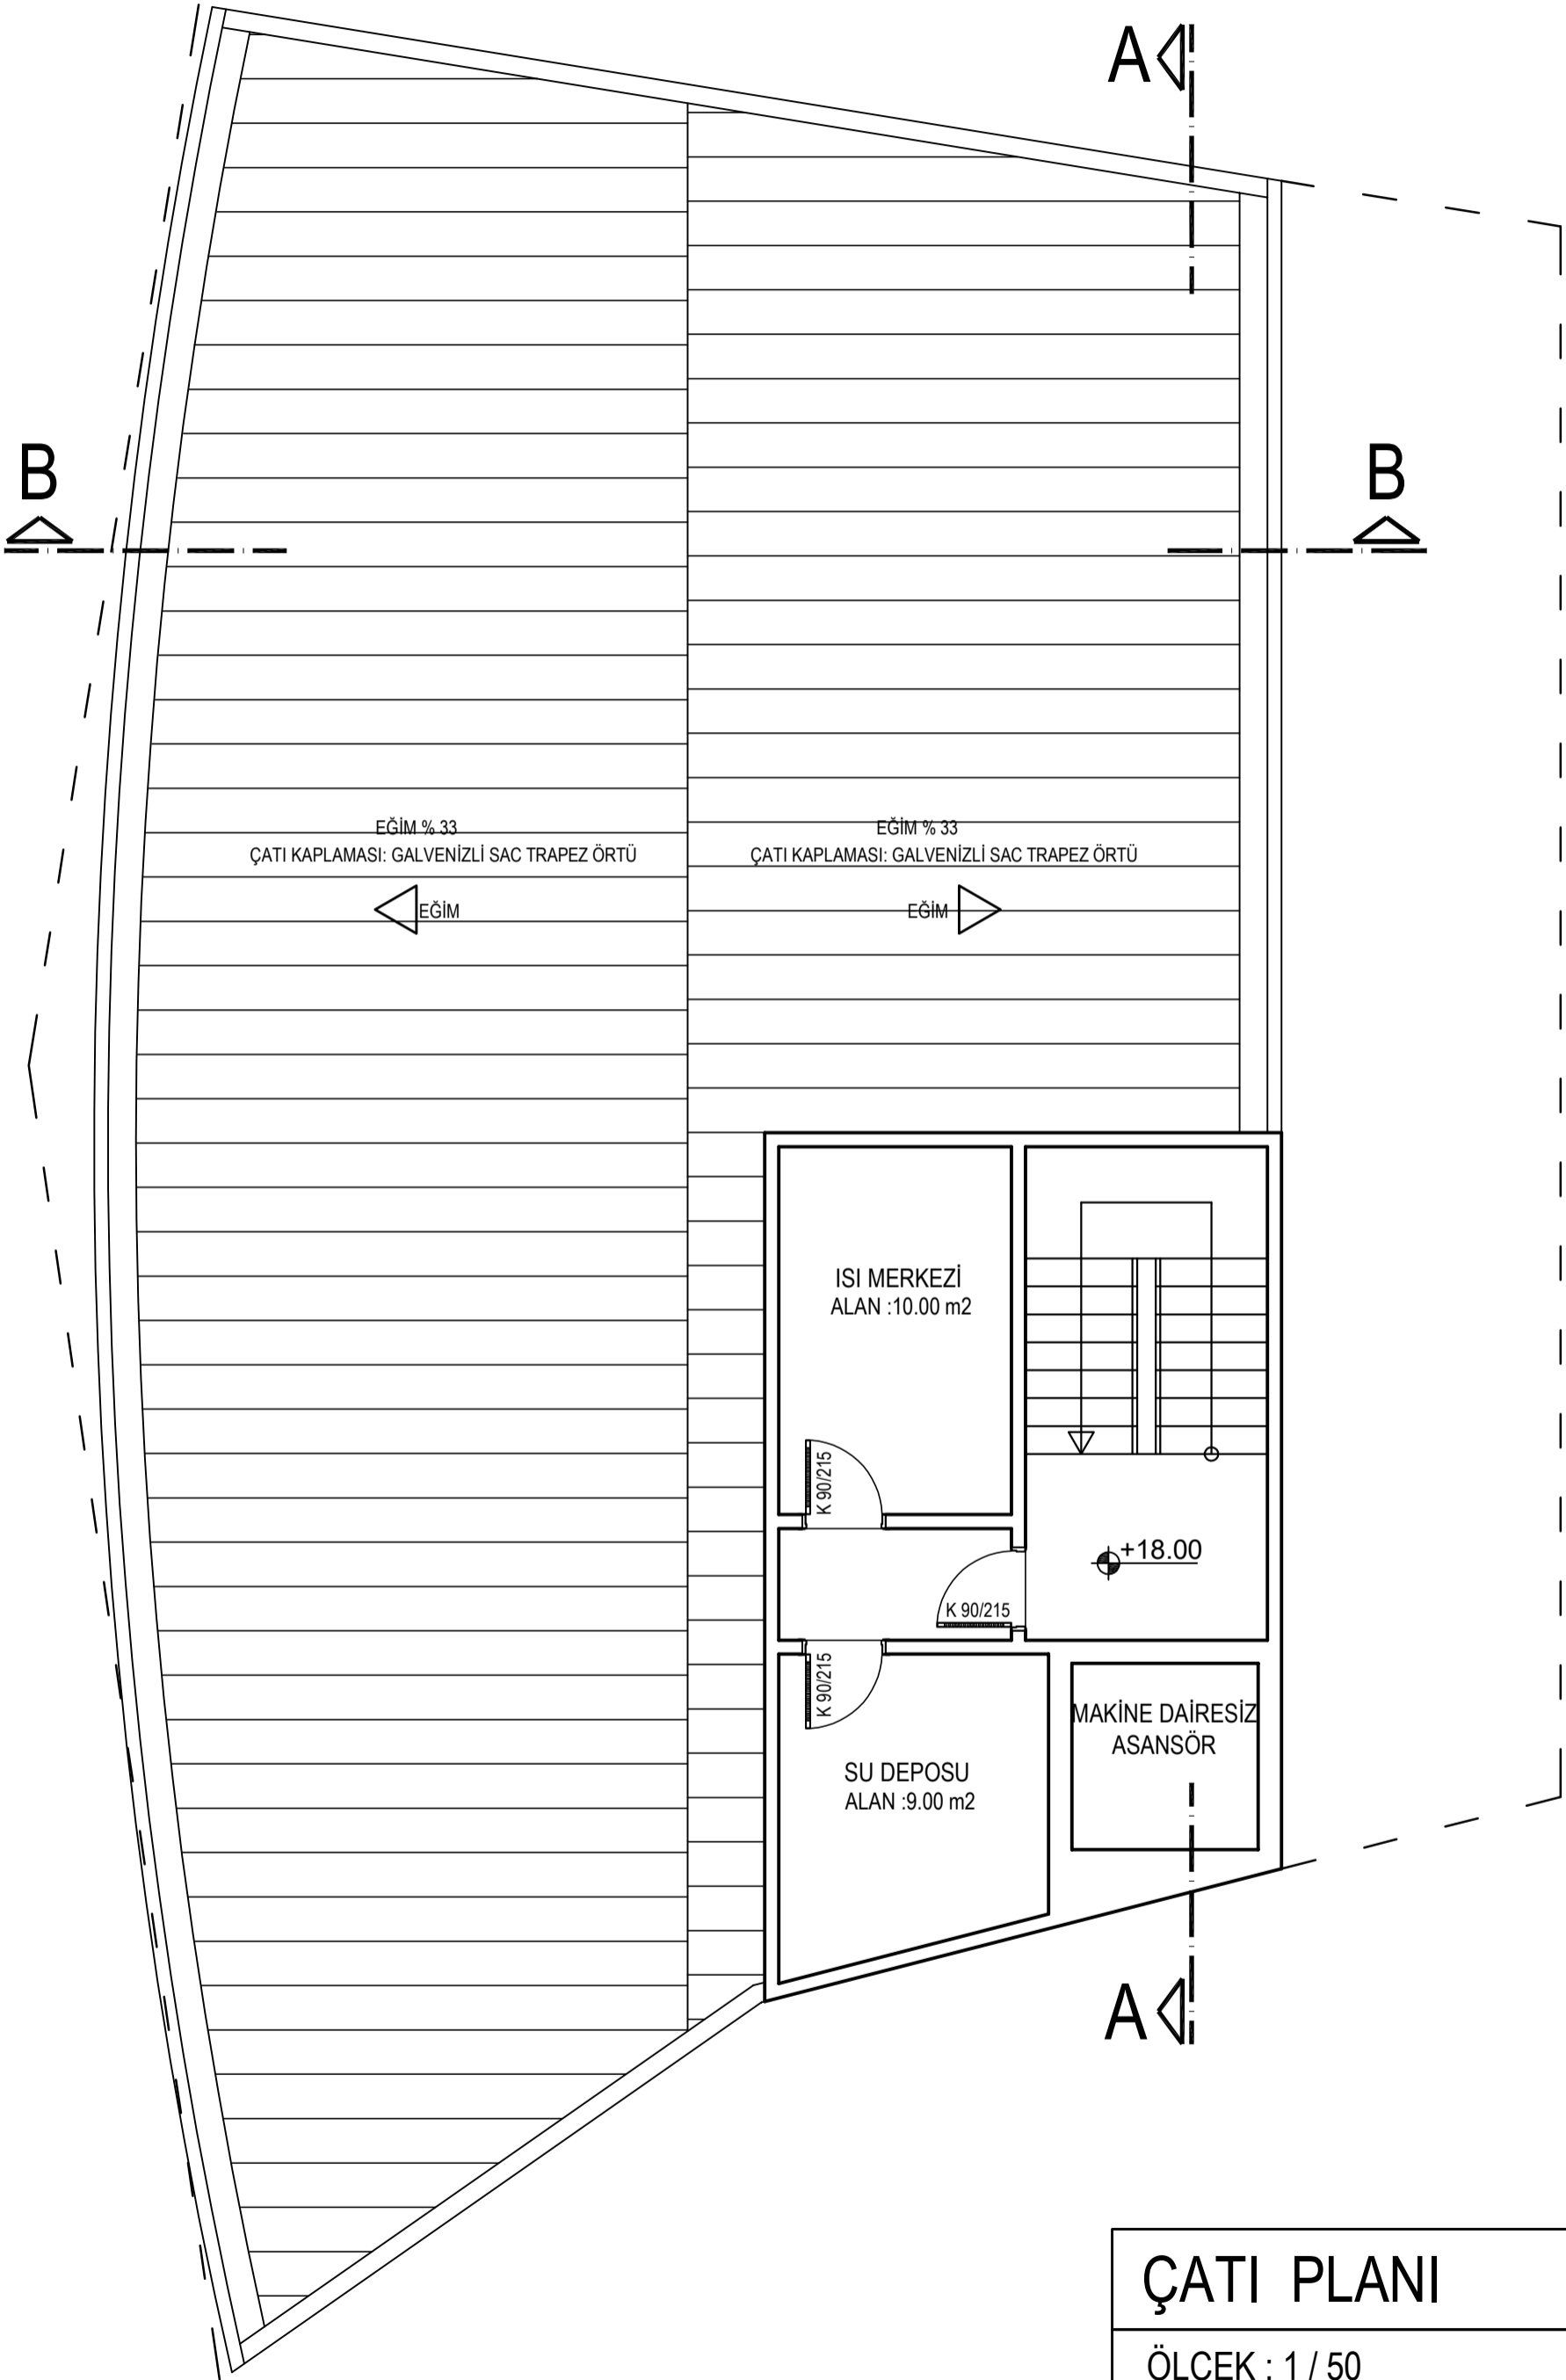 A
B
B
EĞİM % 33
ÇATI KAPLAMASI: GALVENİZLİ SAC TRAPEZ ÖRTÜ
EĞİM
EĞİM % 33
ÇATI KAPLAMASI: GALVENİZLİ SAC TRAPEZ ÖRTÜ
EĞİM
ISI MERKEZİ
ALAN :10.00 m2
K 90/215
+18.00
K 90/215
K 90/215
MAKİNE DAİRESİZ
ASANSÖR
SU DEPOSU
ALAN :9.00 m2
A
ÇATI PLANI
ÖLCEK : 1 / 50